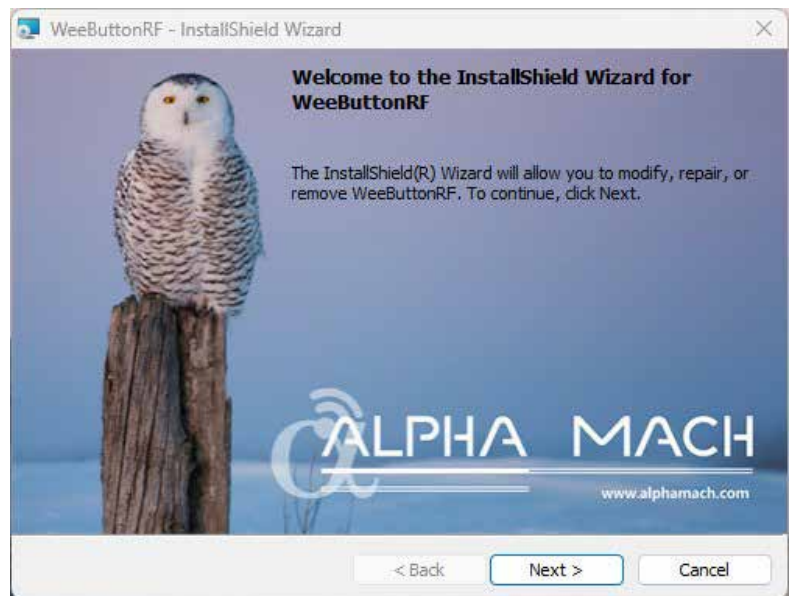 WeeButtonRF - InstallShield Wizard
Welcome to the InstallShield Wizard for
WeeButtonRF
The InstallShield(R) Wizard will allow you to modify, repair, or
remove WeeButtonRF. To continue, click Next.
ALPHA MACH
www.alphamach.com
< Back Next > Cancel